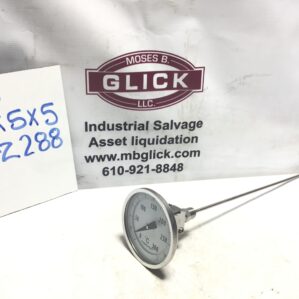 MOSES B.
GLICK
LLC.
Industrial Salvage
Asset liquidation
www.mbglick.com
610-921-8848
5X5
Z288
°C